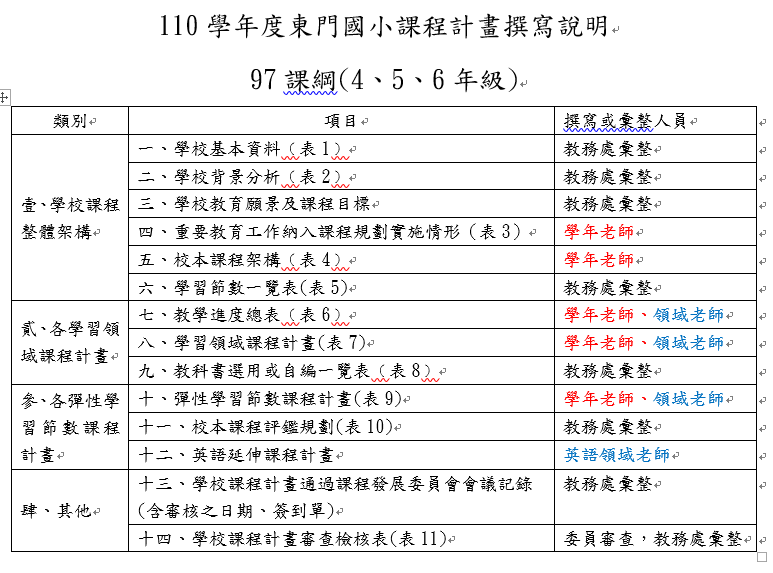 110 學年度東門國小課程計畫撰寫說明
97 課綱(4、5、6 年級)
類別 項目 撰寫或彙整人員
壹、學校課程整體架構
一、學校基本資料（表 1） 教務處彙整
二、學校背景分析（表 2） 教務處彙整
三、學校教育願景及課程目標 教務處彙整
四、重要教育工作納入課程規劃實施情形（表 3） 學年老師
五、校本課程架構（表 4） 學年老師
六、學習節數一覽表(表 5) 教務處彙整
貳、各學習領域課程計畫
七、教學進度總表（表 6） 學年老師、領域老師
八、學習領域課程計畫(表 7) 學年老師、領域老師
九、教科書選用或自編一覽表（表 8） 教務處彙整
參、各彈性學習節數課程計畫
十、彈性學習節數課程計畫(表 9) 學年老師、領域老師
十一、校本課程評鑑規劃(表 10) 教務處彙整
十二、英語延伸課程計畫 英語領域老師
肆、其他
十三、學校課程計畫通過課程發展委員會會議記錄 教務處彙整
(含審核之日期、簽到單)
十四、學校課程計畫審查檢核表(表 11) 委員審查，教務處彙整